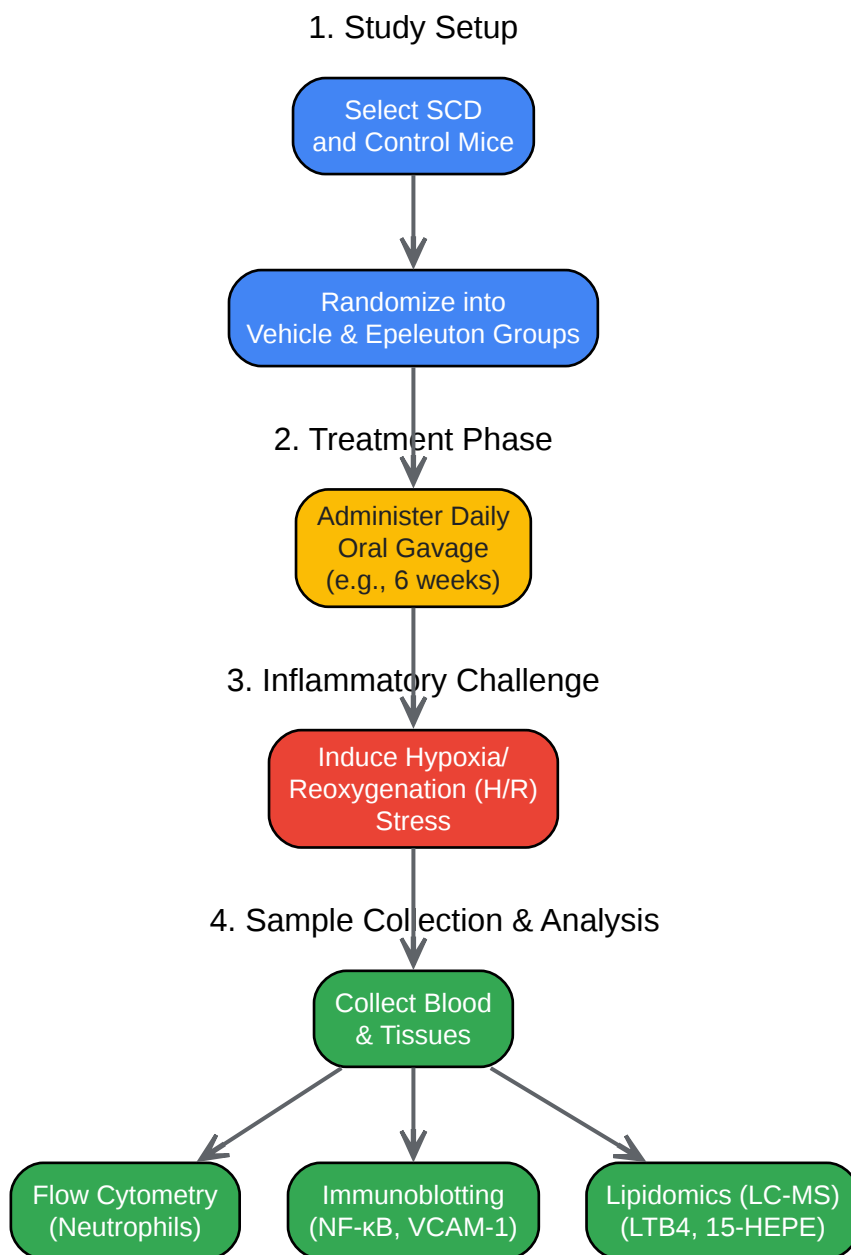 1. Study Setup
Select SCD
and Control Mice
Randomize into
Vehicle & Epeleuton Groups
2. Treatment Phase
Administer Daily
Oral Gavage
(e.g., 6 weeks)
3. Inflammatory Challenge
Induce Hypoxia/
Reoxygenation (H/R)
Stress
4. Sample Collection & Analysis
Collect Blood
& Tissues
Flow Cytometry
(Neutrophils)
Immunoblotting
(NF-κB, VCAM-1)
Lipidomics (LC-MS)
(LTB4, 15-HEPE)